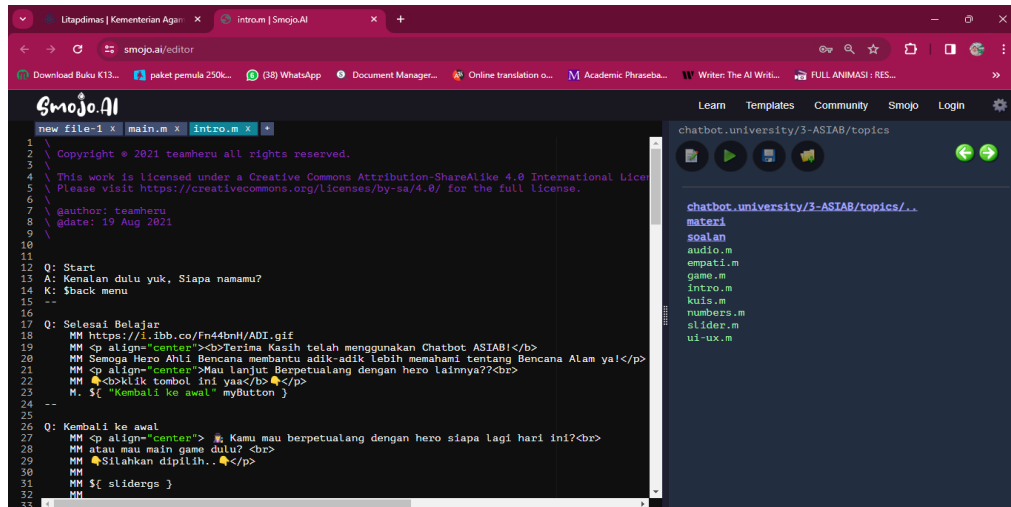 Litapdimas | Kementerian Agam
intro.m | Smojo.AI
smojo.ai/editor
Download Buku K13...
paket pemula 250k...
(38) WhatsApp
Document Manager...
Online translation o...
Academic Phraseba...
Writer: The AI Writi...
FULL ANIMASI : RES...
»
Smojo.AI
Learn Templates Community Smojo Login
new file-1 x main.m x intro.m x +
1 \
2 \ Copyright © 2021 teamheru all rights reserved.
3 \
4 \ This work is licensed under a Creative Commons Attribution-ShareAlike 4.0 International Licen
5 \ Please visit https://creativecommons.org/licenses/by-sa/4.0/ for the full license.
6 \
7 \ @author: teamheru
8 \ @date: 19 Aug 2021
9 \
10
11
12 Q: Start
13 A: Kenalan dulu yuk, Siapa namamu?
14 K: $back menu
15 --
16
17 Q: Selesai Belajar
18 MM https://i.ibb.co/Fn44bnH/ADI.gif
19 MM <p align="center"><b>Terima Kasih telah menggunakan Chatbot ASIAB!</b>
20 MM Semoga Hero Ahli Bencana membantu adik-adik lebih memahami tentang Bencana Alam ya!</p>
21 MM <p align="center">Mau lanjut Berpetualang dengan hero lainnya??<br>
22 MM 👇<b>klik tombol ini yaa</b>👇</p>
23 M. ${ "Kembali ke awal" myButton }
24 --
25
26 Q: Kembali ke awal
27 MM <p align="center"> Kamu mau berpetualang dengan hero siapa lagi hari ini?<br>
28 MM atau mau main game dulu? <br>
29 MM 👇Silahkan dipilih..👇</p>
30 MM
31 MM ${ slidergs }
32 MM
33
chatbot.university/3-ASIAB/topics
chatbot.university/3-ASIAB/topics/..
materi
soalan
audio.m
empati.m
game.m
intro.m
kuis.m
numbers.m
slider.m
ui-ux.m